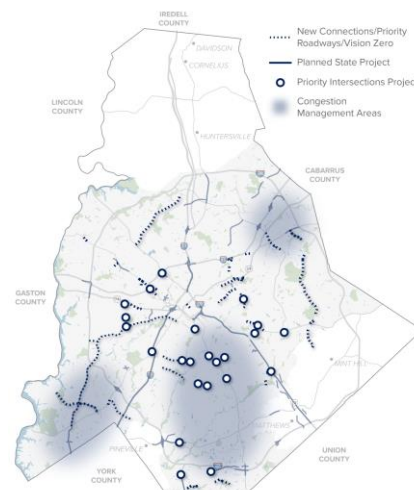 IREDELL
COUNTY
New Connections/Priority
Roadways/Vision Zero
DAVIDSON
CORNELIUS
Planned State Project
Priority Intersections Projec
Congestion
Management Areas
LINCOLN
COUNTY
HUNTERSVILLE
CABARRUS
COUNTY
GASTON
COUNTY
MINT HILL
MATTHEWS
PINEVILLE
YORK
COUNTY
UNION
COUNTY